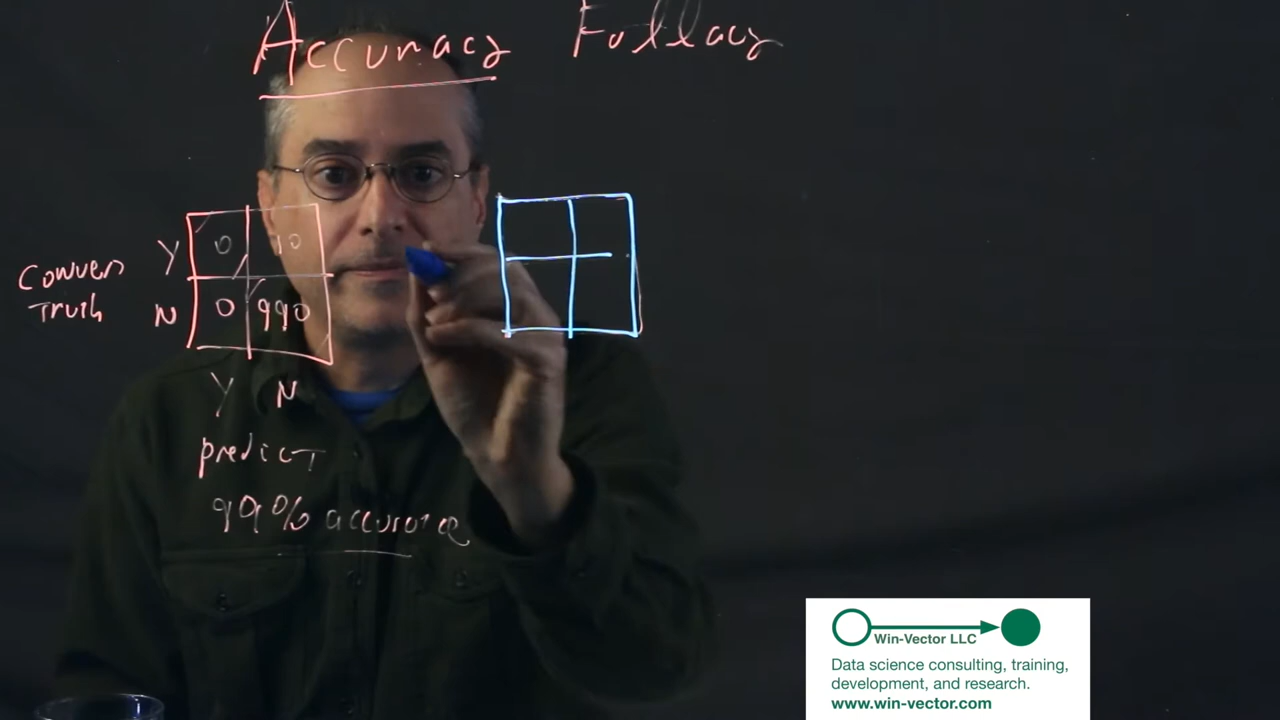 Accuracy Fallacy
Y 0 10
Conver
Truth
N 0 990
Y N
predict
99% accurate
Win-Vector LLC
Data science consulting, training,
development, and research.
www.win-vector.com